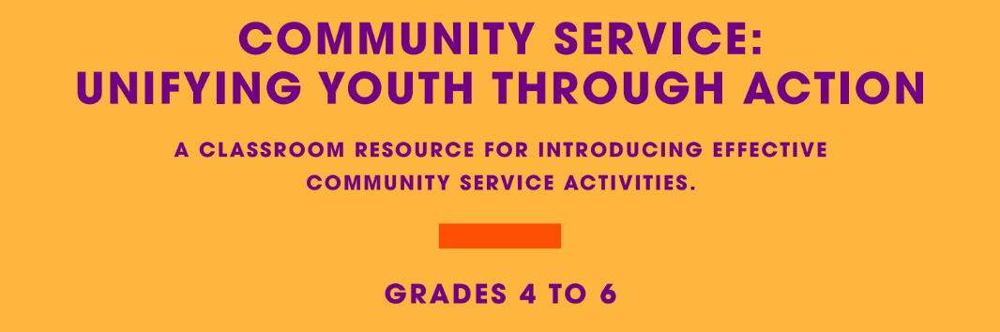 COMMUNITY SERVICE:
UNIFYING YOUTH THROUGH ACTION
A CLASSROOM RESOURCE FOR INTRODUCING EFFECTIVE
COMMUNITY SERVICE ACTIVITIES.
GRADES 4 TO 6